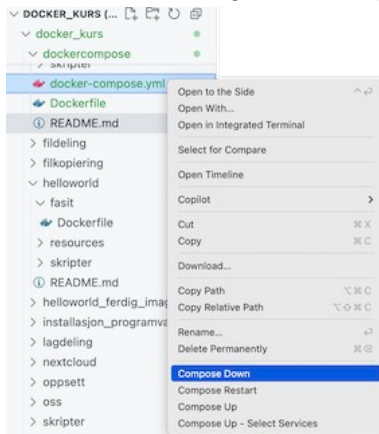 DOCKER_KURS (...
docker_kurs
dockercompose
skripter
docker-compose.yml
Dockerfile
README.md
fildeling
filkopiering
helloworld
fasit
Dockerfile
resources
skripter
README.md
helloworld_ferdig_imag
installasjon_programva
lagdeling
nextcloud
oppsett
oss
skripter
Open to the Side ^⏎
Open With...
Open in Integrated Terminal
Select for Compare
Open Timeline
Copilot
Cut ⌘X
Copy ⌘C
Download...
Copy Path ⌥⌘C
Copy Relative Path ⌥⇧⌘C
Rename... ⏎
Delete Permanently ⌘⌫
Compose Down
Compose Restart
Compose Up
Compose Up - Select Services